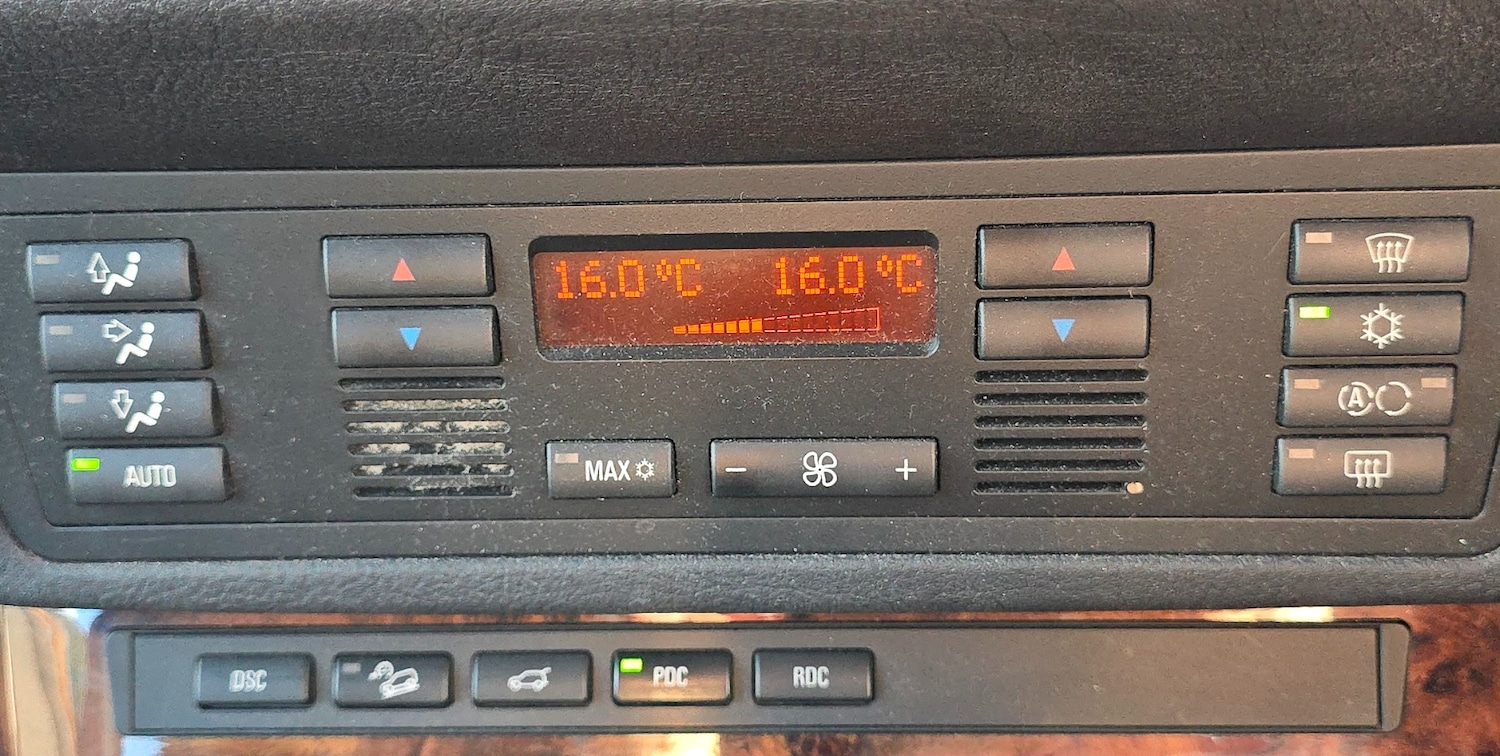 16.0 °C 16.0 °C
A
AUTO
MAX
- +
DSC PDC RDC